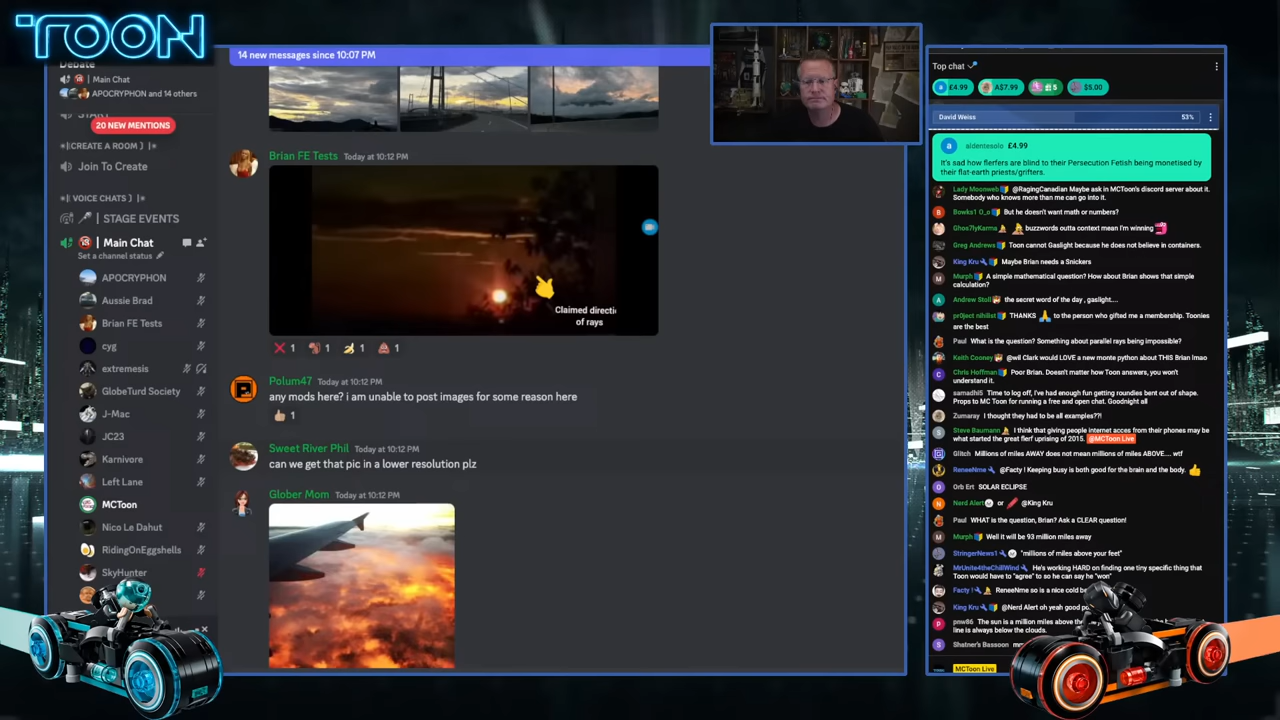 TOON
Debate
Main Chat
APOCRYPHON and 14 others
START
20 NEW MENTIONS
CREATE A ROOM
Join To Create
VOICE CHATS
STAGE EVENTS
Main Chat
Set a channel status
APOCRYPHON
Aussie Brad
Brian FE Tests
cyg
extremesis
GlobeTurd Society
J-Mac
JC23
Karnivore
Left Lane
MCToon
Nico Le Dahut
RidingOnEggshells
SkyHunter
14 new messages since 10:07 PM
Brian FE Tests Today at 10:12 PM
Claimed directi
of rays
1 1 1 1
Polum47 Today at 10:12 PM
any mods here? i am unable to post images for some reason here
1
Sweet River Phil Today at 10:12 PM
can we get that pic in a lower resolution plz
Glober Mom Today at 10:12 PM
Top chat
£4.99 A$7.99 5 $5.00
David Weiss 53%
aidentesolo £4.99
It's sad how flerfers are blind to their Persecution Fetish being monetised by
their flat-earth priests/grifters.
Lady Moonweb @RagingCanadian Maybe ask in MCToon's discord server about it.
Somebody who knows more than me can go into it.
Bowks1 O_o But he doesn't want math or numbers?
Ghos7lyKarma buzzwords outta context mean I'm winning
Greg Andrews Toon cannot Gaslight because he does not believe in containers.
King Kru Maybe Brian needs a Snickers
Murph A simple mathematical question? How about Brian shows that simple
calculation?
Andrew Stoll the secret word of the day , gaslight....
pr0ject nihilist THANKS to the person who gifted me a membership. Toonies
are the best
Paul What is the question? Something about parallel rays being impossible?
Keith Cooney @wil Clark would LOVE a new monte python about THIS Brian lmao
Chris Hoffman Poor Brian. Doesn't matter how Toon answers, you won't
understand it.
samadhi5 Time to log off, I've had enough fun getting roundies bent out of shape.
Props to MC Toon for running a free and open chat. Goodnight all
Zumaray I thought they had to be all examples??!
Steve Baumann I think that giving people internet acces from their phones may be
what started the great flerf uprising of 2015. @MCToon Live
Glitch Millions of miles AWAY does not mean millions of miles ABOVE.... wtf
ReneeNme @Facty ! Keeping busy is both good for the brain and the body.
Orb Ert SOLAR ECLIPSE
Nerd Alert or @King Kru
Paul WHAT is the question, Brian? Ask a CLEAR question!
Murph Well it will be 93 million miles away
StringerNews1 "millions of miles above your feet"
MrUnite4theChillWind He's working HARD on finding one tiny specific thing that
Toon would have to "agree" to so he can say he "won"
Facty ! ReneeNme so is a nice cold be
King Kru @Nerd Alert oh yeah good po
pnw86 The sun is a million miles above th
line is always below the clouds.
Shatner's Bassoon
MCToon Live